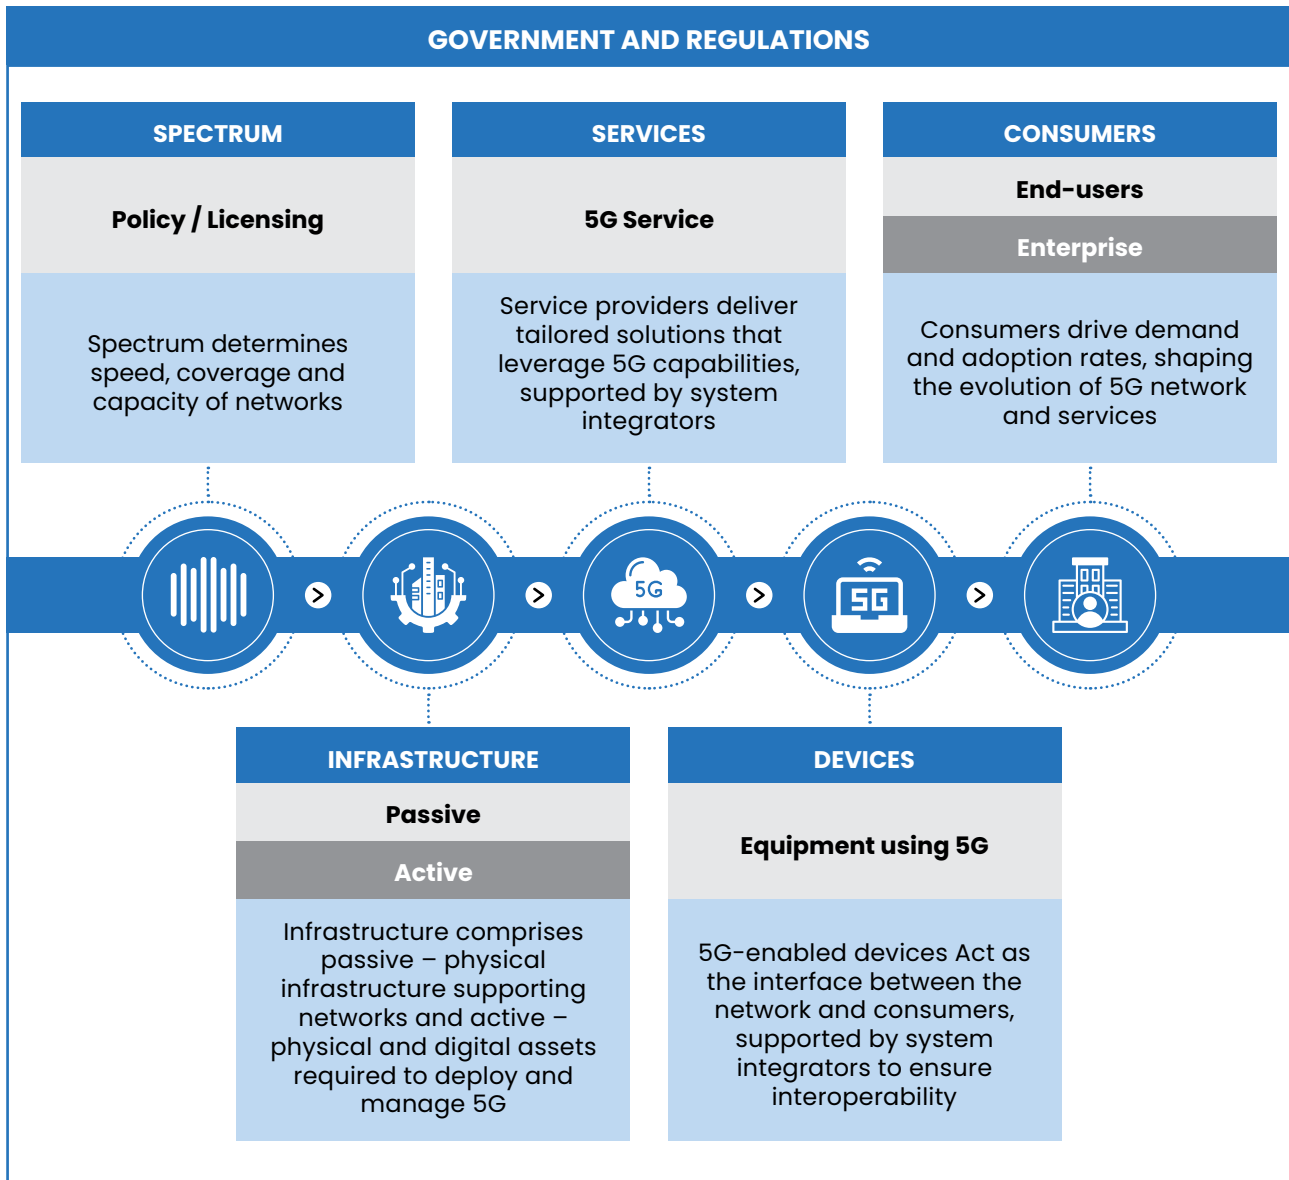 GOVERNMENT AND REGULATIONS
SPECTRUM
Policy / Licensing
Spectrum determines
speed, coverage and
capacity of networks
SERVICES
5G Service
Service providers deliver
tailored solutions that
leverage 5G capabilities,
supported by system
integrators
CONSUMERS
End-users
Enterprise
Consumers drive demand
and adoption rates, shaping
the evolution of 5G network
and services
5G
5G
INFRASTRUCTURE
Passive
Active
Infrastructure comprises
passive – physical
infrastructure supporting
networks and active –
physical and digital assets
required to deploy and
manage 5G
DEVICES
Equipment using 5G
5G-enabled devices Act as
the interface between the
network and consumers,
supported by system
integrators to ensure
interoperability